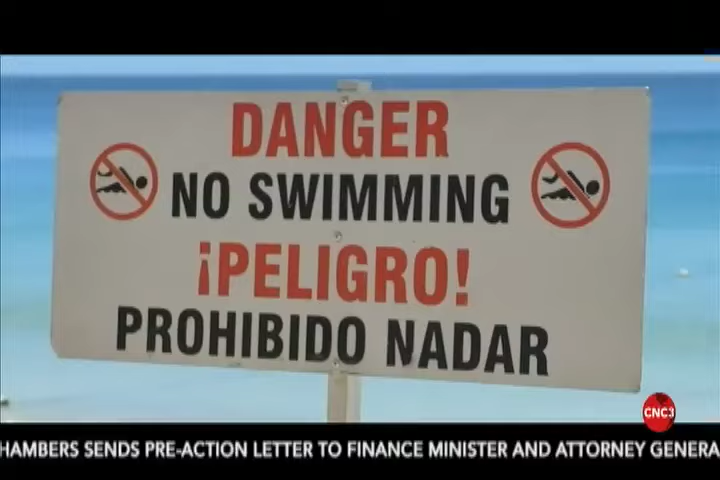 DANGER
NO SWIMMING
¡PELIGRO!
PROHIBIDO NADAR
CNC3
HAMBERS SENDS PRE-ACTION LETTER TO FINANCE MINISTER AND ATTORNEY GENERA